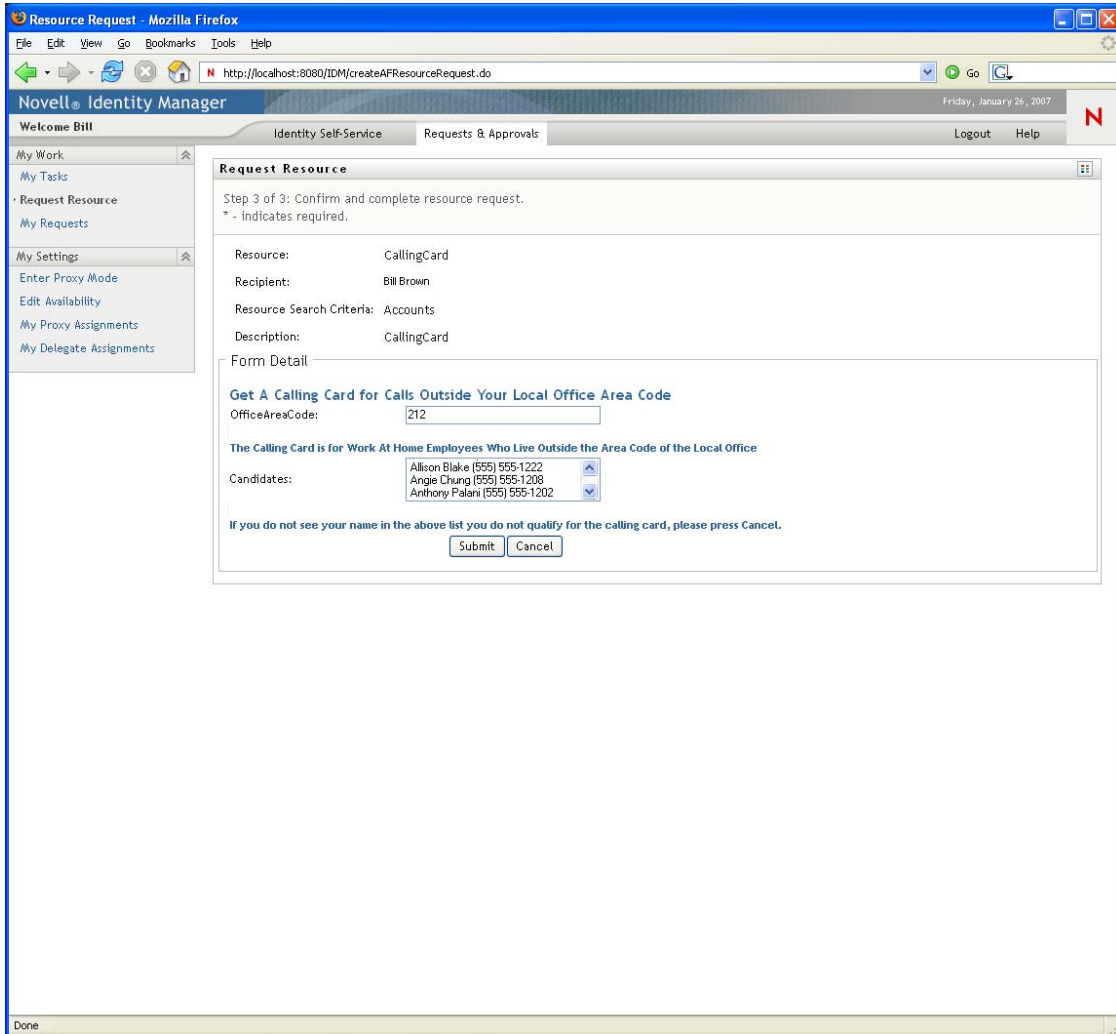 Resource Request - Mozilla Firefox
File Edit View Go Bookmarks Tools Help
N http://localhost:8080/IDM/createAFResourceRequest.do Go G
Novell® Identity Manager Friday, January 26, 2007
N
Welcome Bill Identity Self-Service Requests & Approvals Logout Help
My Work
My Tasks
Request Resource
My Requests
My Settings
Enter Proxy Mode
Edit Availability
My Proxy Assignments
My Delegate Assignments
Request Resource
Step 3 of 3: Confirm and complete resource request.
* - indicates required.
Resource: CallingCard
Recipient: Bill Brown
Resource Search Criteria: Accounts
Description: CallingCard
Form Detail
Get A Calling Card for Calls Outside Your Local Office Area Code
OfficeAreaCode: 212
The Calling Card is for Work At Home Employees Who Live Outside the Area Code of the Local Office
Candidates: Allison Blake (555) 555-1222
Angie Chung (555) 555-1208
Anthony Palani (555) 555-1202
If you do not see your name in the above list you do not qualify for the calling card, please press Cancel.
Submit Cancel
Done